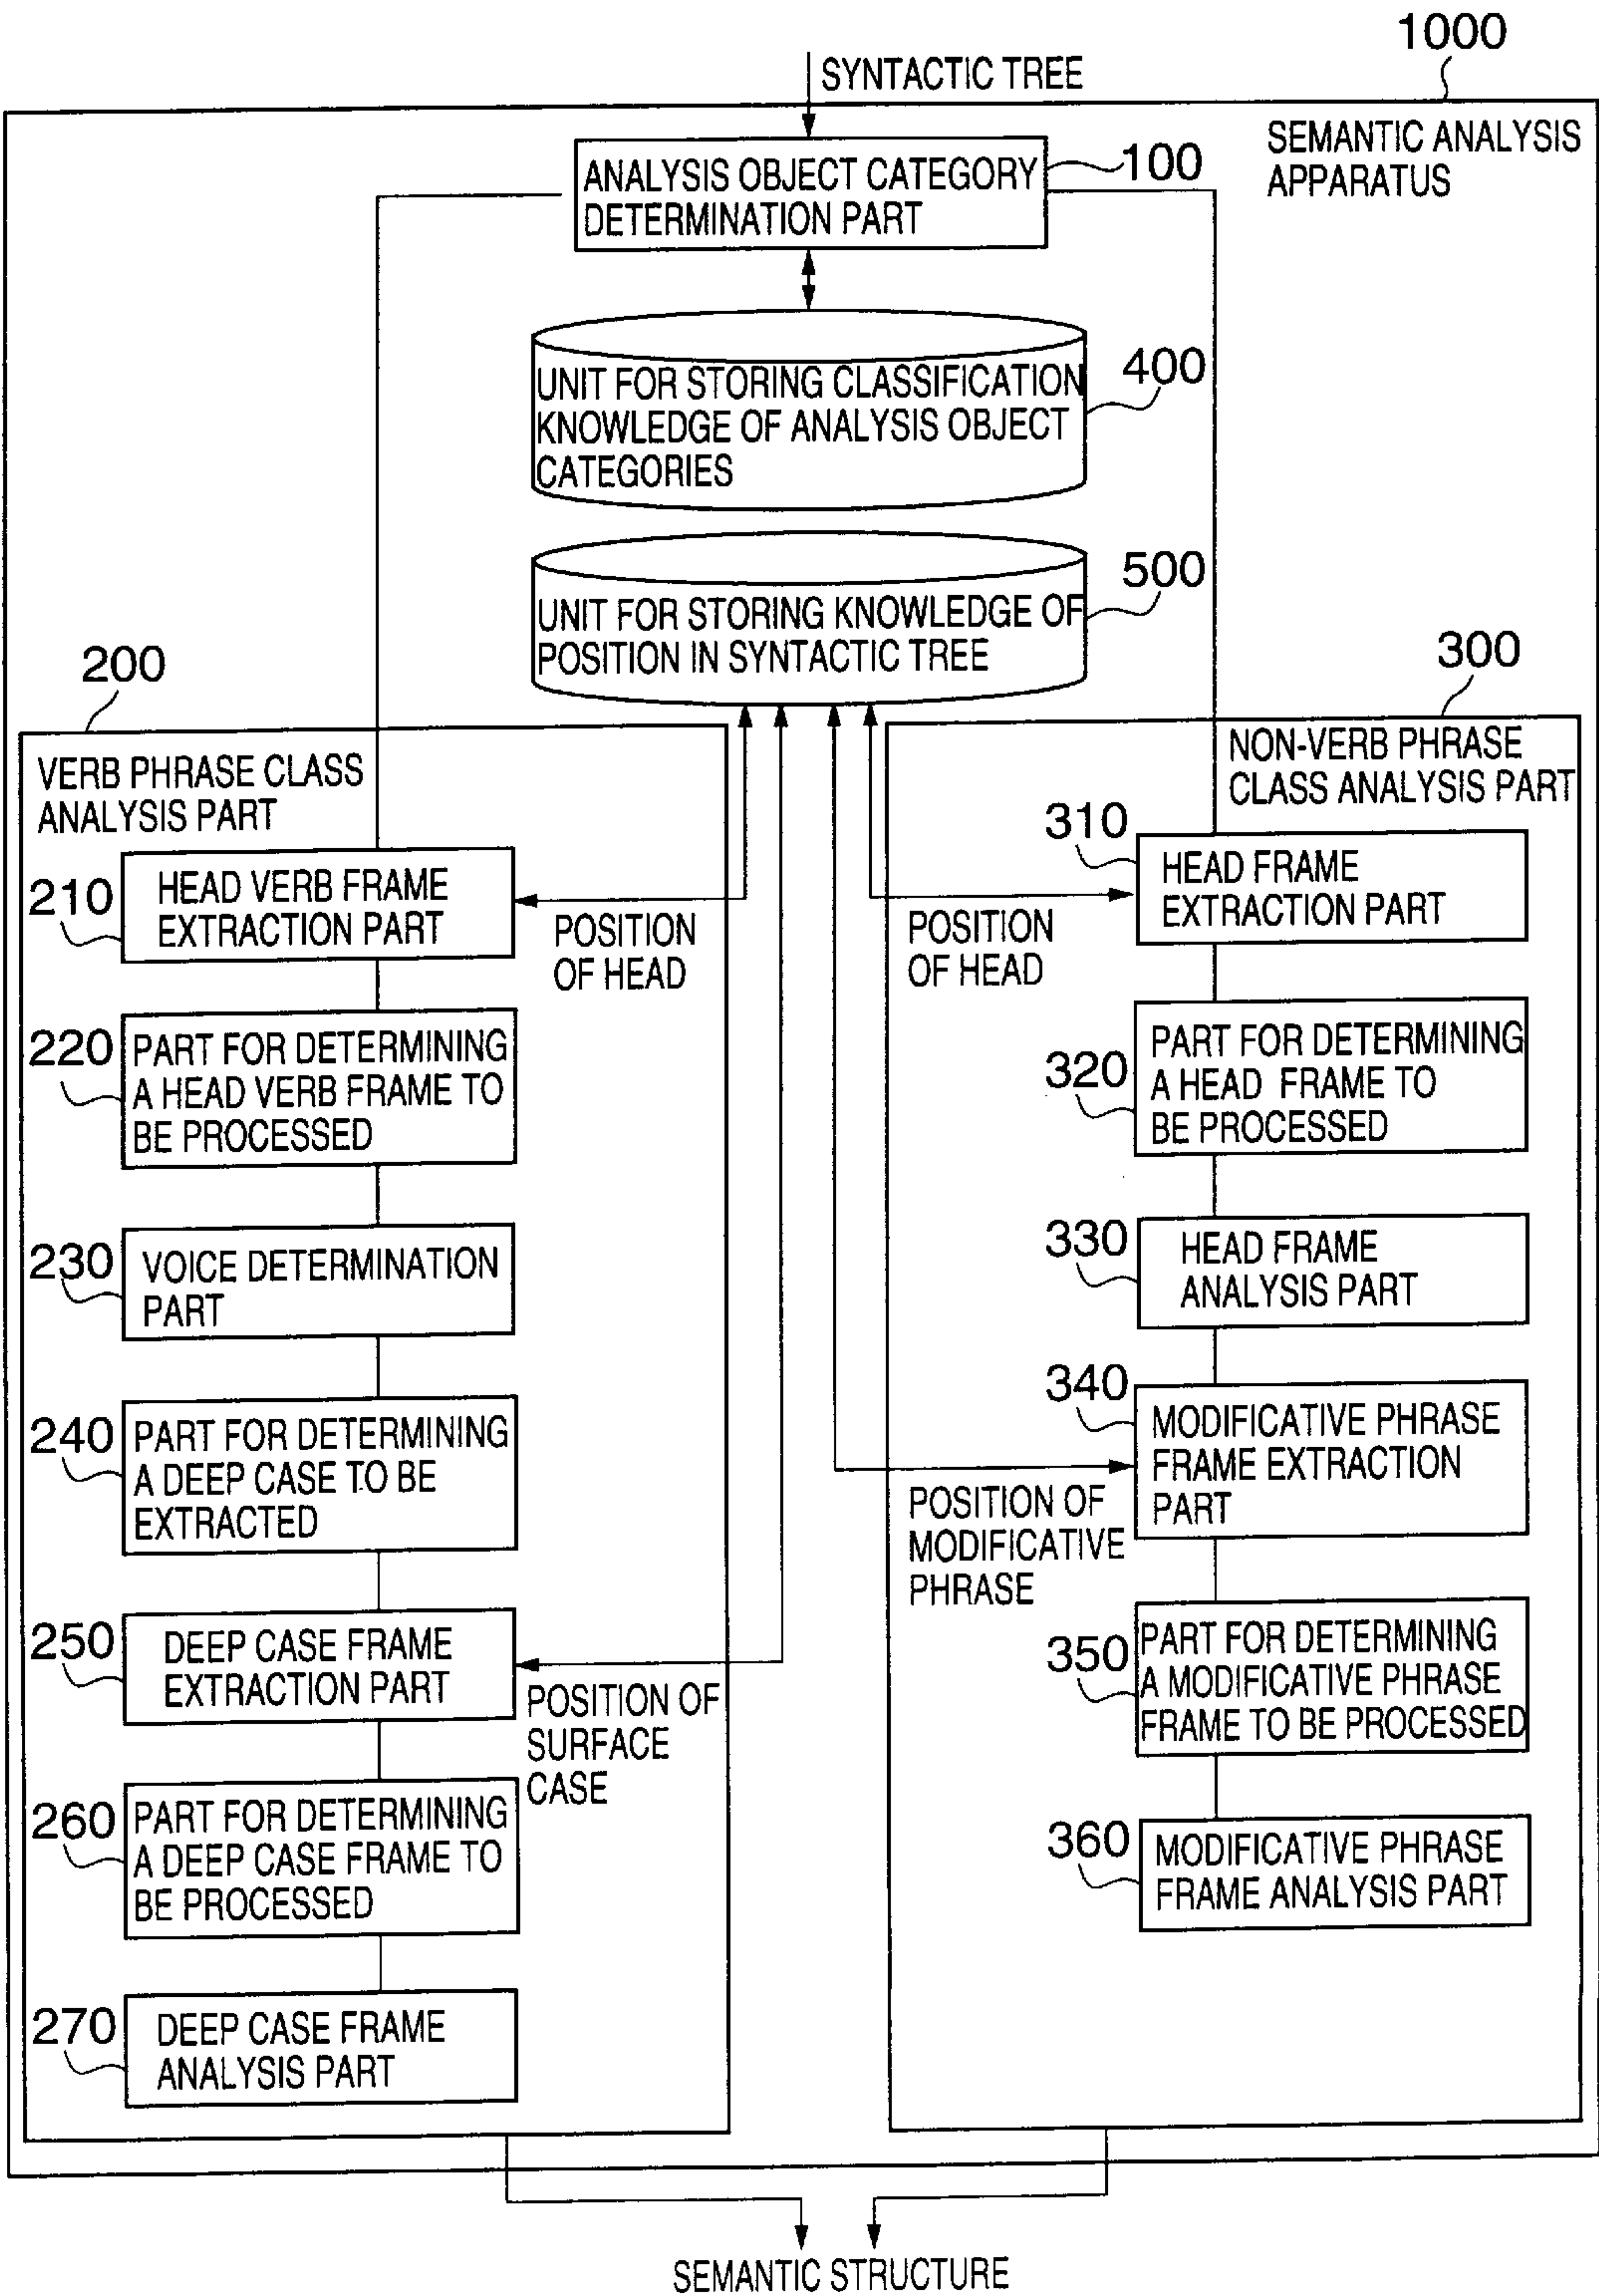 1000
SYNTACTIC TREE
SEMANTIC ANALYSIS
APPARATUS
ANALYSIS OBJECT CATEGORY
DETERMINATION PART
100
UNIT FOR STORING CLASSIFICATION
KNOWLEDGE OF ANALYSIS OBJECT
CATEGORIES
400
UNIT FOR STORING KNOWLEDGE OF
POSITION IN SYNTACTIC TREE
500
200
VERB PHRASE CLASS
ANALYSIS PART
210
HEAD VERB FRAME
EXTRACTION PART
POSITION
OF HEAD
220
PART FOR DETERMINING
A HEAD VERB FRAME TO
BE PROCESSED
230
VOICE DETERMINATION
PART
240
PART FOR DETERMINING
A DEEP CASE TO BE
EXTRACTED
250
DEEP CASE FRAME
EXTRACTION PART
POSITION OF
SURFACE
CASE
260
PART FOR DETERMINING
A DEEP CASE FRAME TO
BE PROCESSED
270
DEEP CASE FRAME
ANALYSIS PART
300
NON-VERB PHRASE
CLASS ANALYSIS PART
310
HEAD FRAME
EXTRACTION PART
POSITION
OF HEAD
320
PART FOR DETERMINING
A HEAD FRAME TO
BE PROCESSED
330
HEAD FRAME
ANALYSIS PART
340
MODIFICATIVE PHRASE
FRAME EXTRACTION
PART
POSITION OF
MODIFICATIVE
PHRASE
350
PART FOR DETERMINING
A MODIFICATIVE PHRASE
FRAME TO BE PROCESSED
360
MODIFICATIVE PHRASE
FRAME ANALYSIS PART
SEMANTIC STRUCTURE